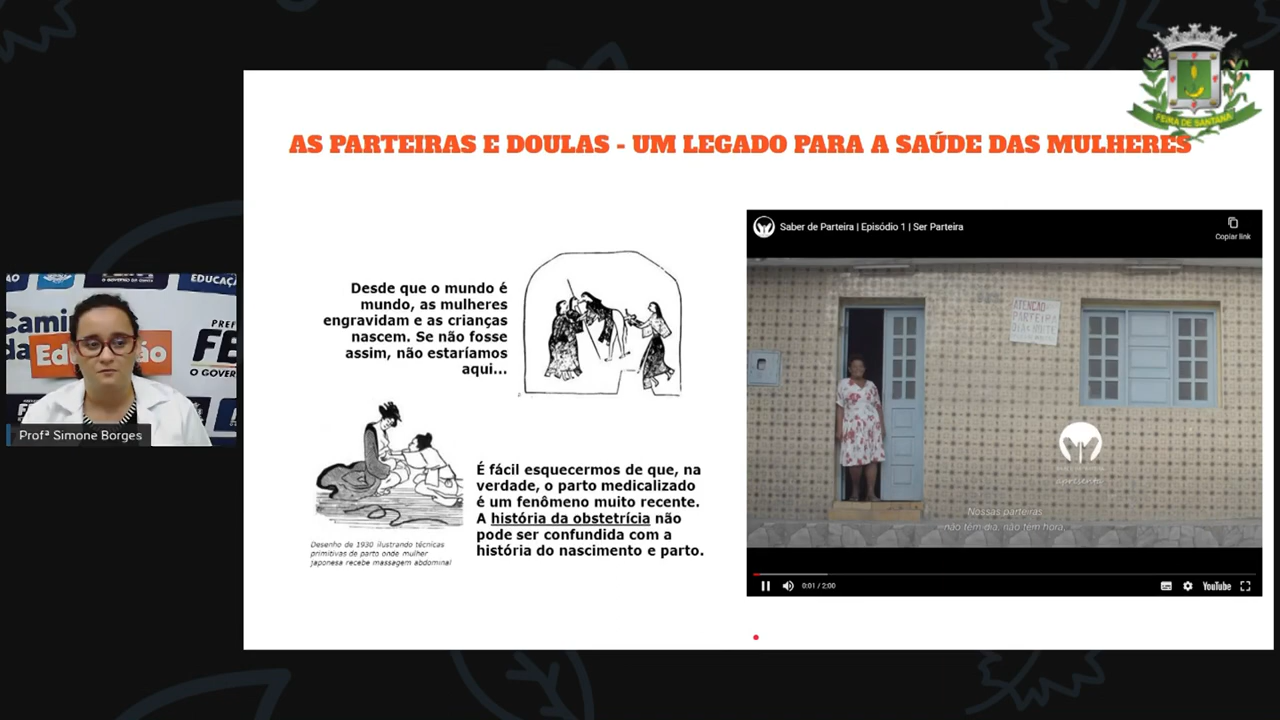 FEIRA DE SANTANA
AS PARTEIRAS E DOULAS - UM LEGADO PARA A SAÚDE DAS MULHERES
Desde que o mundo é
mundo, as mulheres
engravidam e as crianças
nascem. Se não fosse
assim, não estaríamos
aqui...
Desenho de 1930 ilustrando técnicas
primitivas de parto onde mulher
japonesa recebe massagem abdominal
É fácil esquecermos de que, na
verdade, o parto medicalizado
é um fenômeno muito recente.
A história da obstetrícia não
pode ser confundida com a
história do nascimento e parto.
Saber de Parteira | Episódio 1 | Ser Parteira
Copiar link
ATENÇÃO
PARTEIRA
apresenta
Nossas parteiras
não têm dia, não têm hora,
0:01 / 2:00
YouTube
EDUCAÇÃO
O GOVERNO DA GENTE
Profª Simone Borges